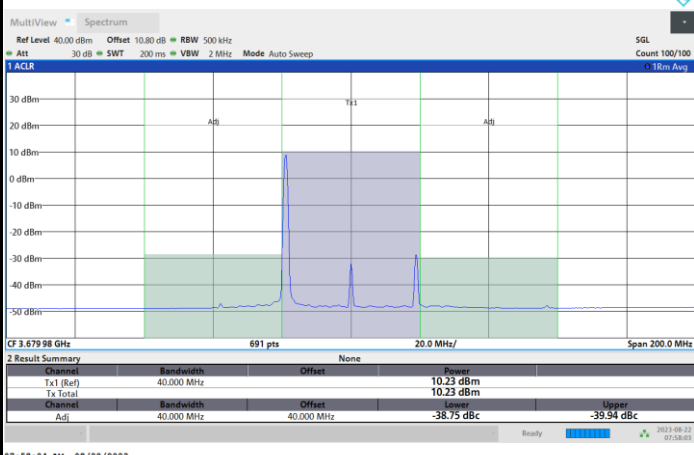 MultiView Spectrum
Ref Level 40.00 dBm Offset 10.80 dB RBW 500 kHz SGL
Att 30 dB SWT 200 ms VBW 2 MHz Mode Auto Sweep Count 100/100
1 ACLR 1Rm Avg
30 dBm
Tx1
20 dBm
Adj Adj
10 dBm
0 dBm
-10 dBm
-20 dBm
-30 dBm
-40 dBm
-50 dBm
CF 3.679 98 GHz 691 pts 20.0 MHz/ Span 200.0 MHz
2 Result Summary None
Channel Bandwidth Offset Power
Tx1 (Ref) 40.000 MHz 10.23 dBm
Tx Total 10.23 dBm
Channel Bandwidth Offset Lower Upper
Adj 40.000 MHz 40.000 MHz -38.75 dBc -39.94 dBc
Ready 2023-08-22
07:58:03